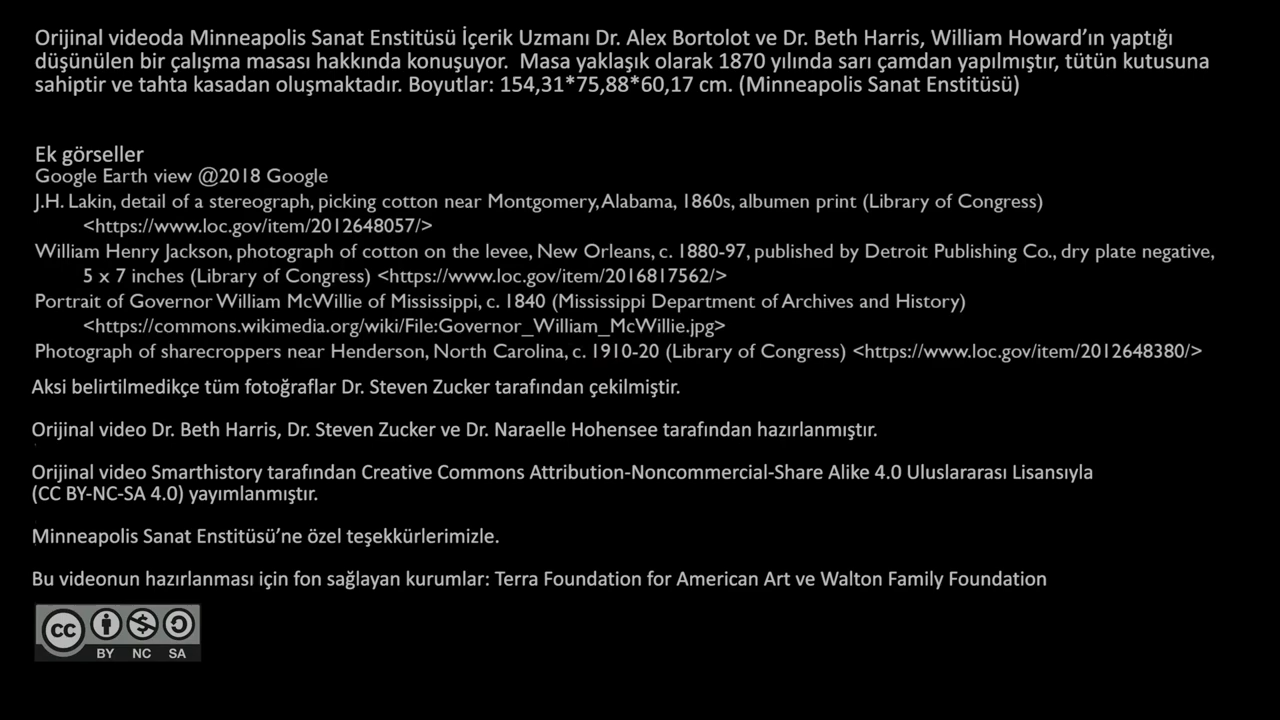 Orijinal videoda Minneapolis Sanat Enstitüsü İçerik Uzmanı Dr. Alex Bortolot ve Dr. Beth Harris, William Howard’ın yaptığı
düşünülen bir çalışma masası hakkında konuşuyor. Masa yaklaşık olarak 1870 yılında sarı çamdan yapılmıştır, tütün kutusuna
sahiptir ve tahta kasadan oluşmaktadır. Boyutlar: 154,31*75,88*60,17 cm. (Minneapolis Sanat Enstitüsü)
Ek görseller
Google Earth view @2018 Google
J.H. Lakin, detail of a stereograph, picking cotton near Montgomery, Alabama, 1860s, albumen print (Library of Congress)
<https://www.loc.gov/item/2012648057/>
William Henry Jackson, photograph of cotton on the levee, New Orleans, c. 1880-97, published by Detroit Publishing Co., dry plate negative,
5 x 7 inches (Library of Congress) <https://www.loc.gov/item/2016817562/>
Portrait of Governor William McWillie of Mississippi, c. 1840 (Mississippi Department of Archives and History)
<https://commons.wikimedia.org/wiki/File:Governor_William_McWillie.jpg>
Photograph of sharecroppers near Henderson, North Carolina, c. 1910-20 (Library of Congress) <https://www.loc.gov/item/2012648380/>
Aksi belirtilmedikçe tüm fotoğraflar Dr. Steven Zucker tarafından çekilmiştir.
Orijinal video Dr. Beth Harris, Dr. Steven Zucker ve Dr. Naraelle Hohensee tarafından hazırlanmıştır.
Orijinal video Smarthistory tarafından Creative Commons Attribution-Noncommercial-Share Alike 4.0 Uluslararası Lisansıyla
(CC BY-NC-SA 4.0) yayımlanmıştır.
Minneapolis Sanat Enstitüsü’ne özel teşekkürlerimizle.
Bu videonun hazırlanması için fon sağlayan kurumlar: Terra Foundation for American Art ve Walton Family Foundation
CC
BY NC SA